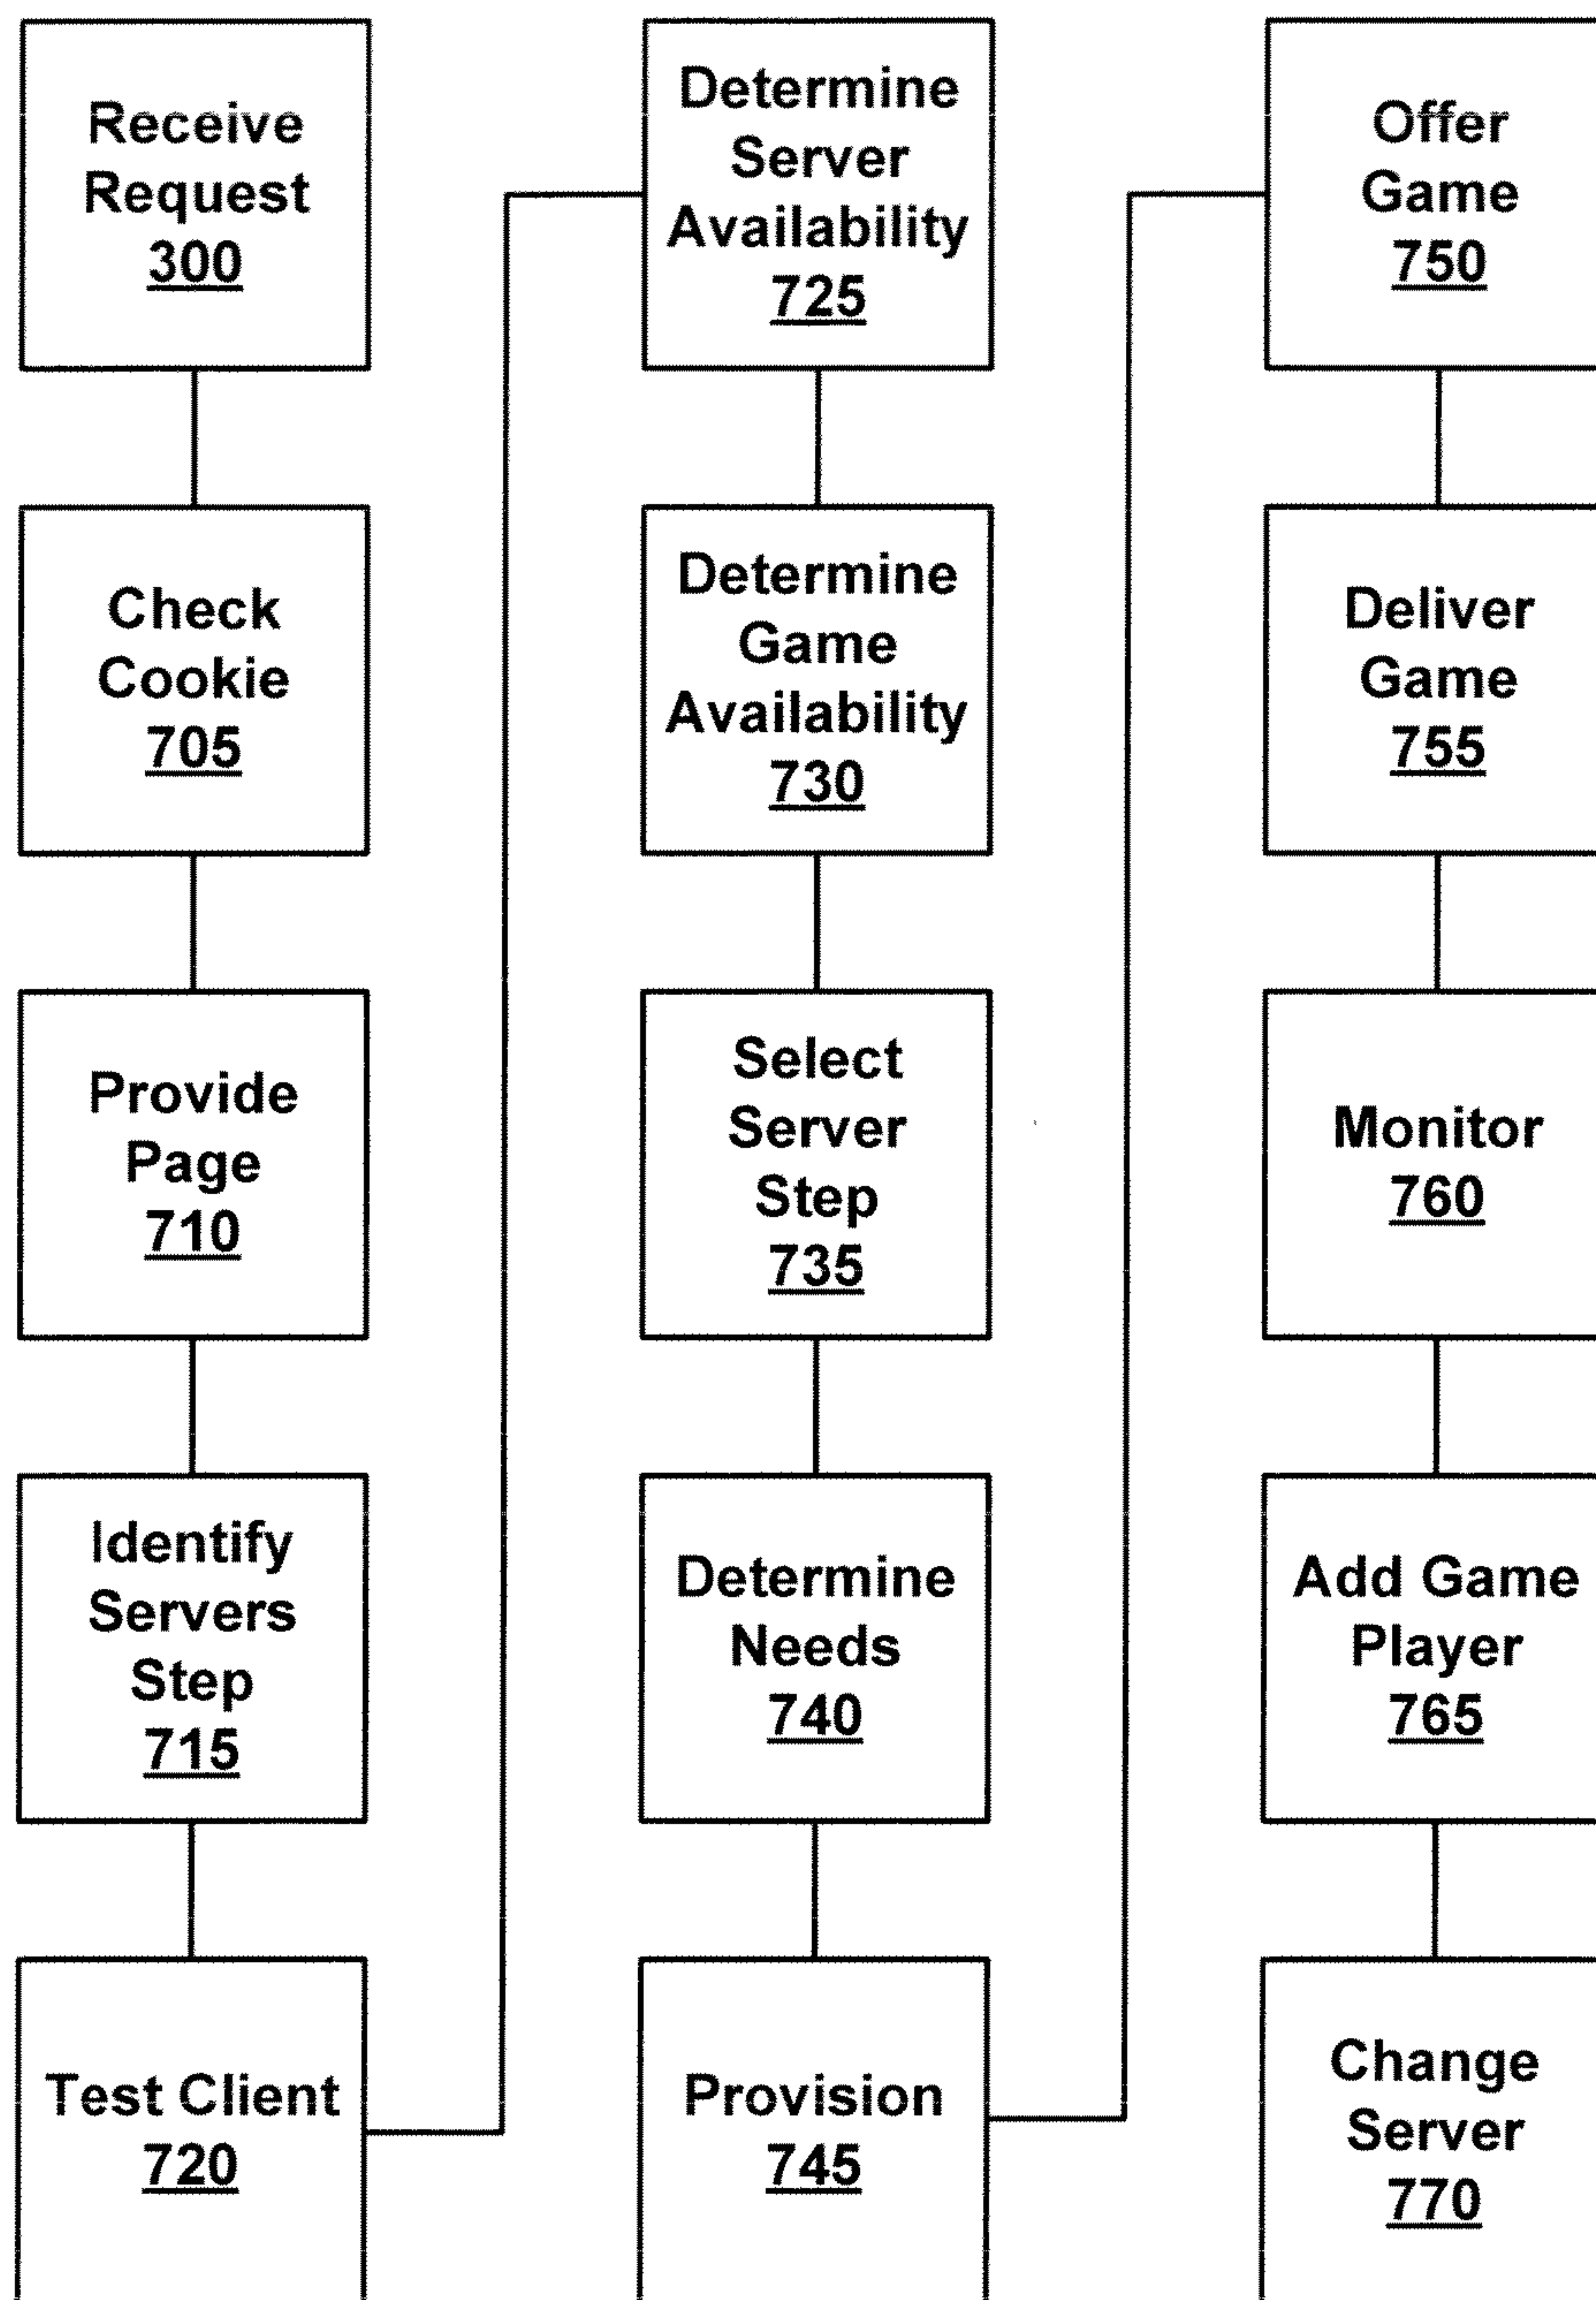 Receive
Request
300
Check
Cookie
705
Provide
Page
710
Identify
Servers
Step
715
Test Client
720
Determine
Server
Availability
725
Determine
Game
Availability
730
Select
Server
Step
735
Determine
Needs
740
Provision
745
Offer
Game
750
Deliver
Game
755
Monitor
760
Add Game
Player
765
Change
Server
770